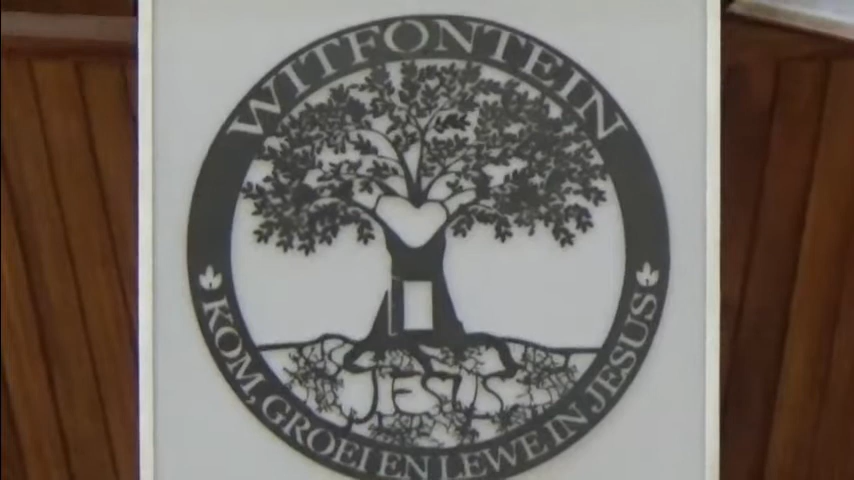 WITFONTEIN
JESUS
KOM, GROEI EN LEWE IN JESUS